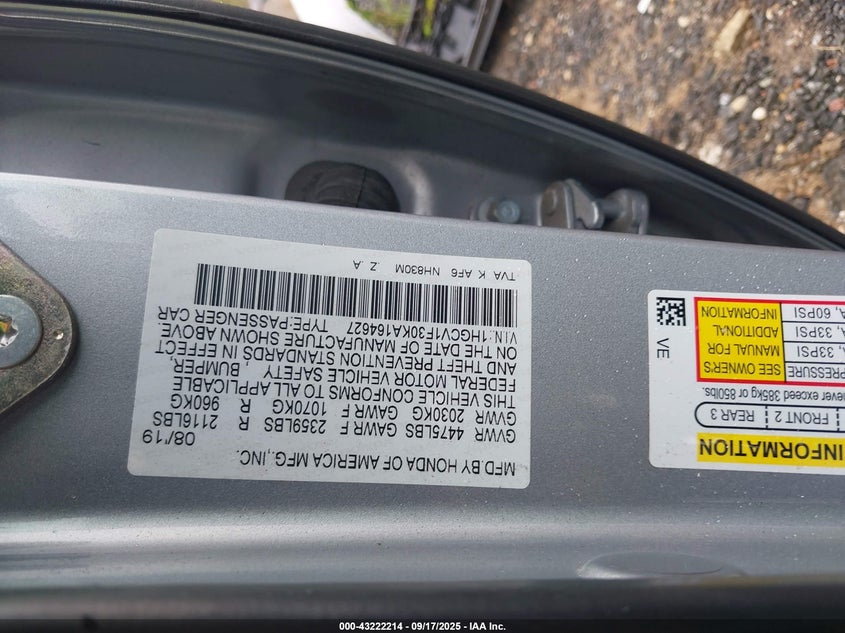 MFD.BY HONDA OF AMERICA MFG.,INC.
08/19
GVWR 4475LBS GAWR F 2359LBS R 2116LBS
GVWR 2030KG GAWR F 1070KG R 960KG
THIS VEHICLE CONFORMS TO ALL APPLICABLE
FEDERAL MOTOR VEHICLE SAFETY , BUMPER,
AND THEFT PREVENTION STANDARDS IN EFFECT
ON THE DATE OF MANUFACTURE SHOWN ABOVE.
VIN:1HGCV1F30KA164627 TYPE:PASSENGER CAR
TVA K AF6 NH830M .Z .A
INFORMATION
FRONT 2 REAR 3
never exceed 385kg or 850lbs.
PRESSURE
33PSI
33PSI
60PSI
SEE OWNER'S
MANUAL FOR
ADDITIONAL
INFORMATION
VE
000-43222214 - 09/17/2025 - IAA Inc.